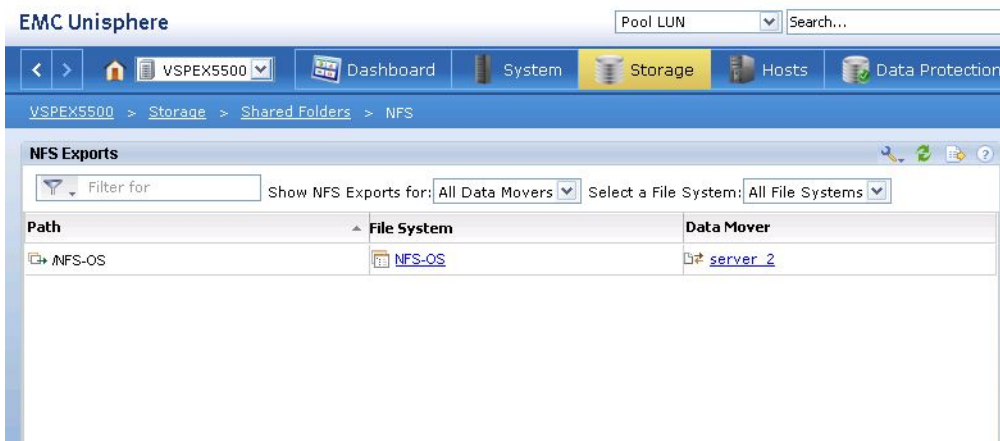 EMC Unisphere
Pool LUN Search...
VSPEX5500 Dashboard System Storage Hosts Data Protection
VSPEX5500 > Storage > Shared Folders > NFS
NFS Exports
Filter for Show NFS Exports for: All Data Movers Select a File System: All File Systems
Path File System Data Mover
/NFS-OS NFS-OS server_2